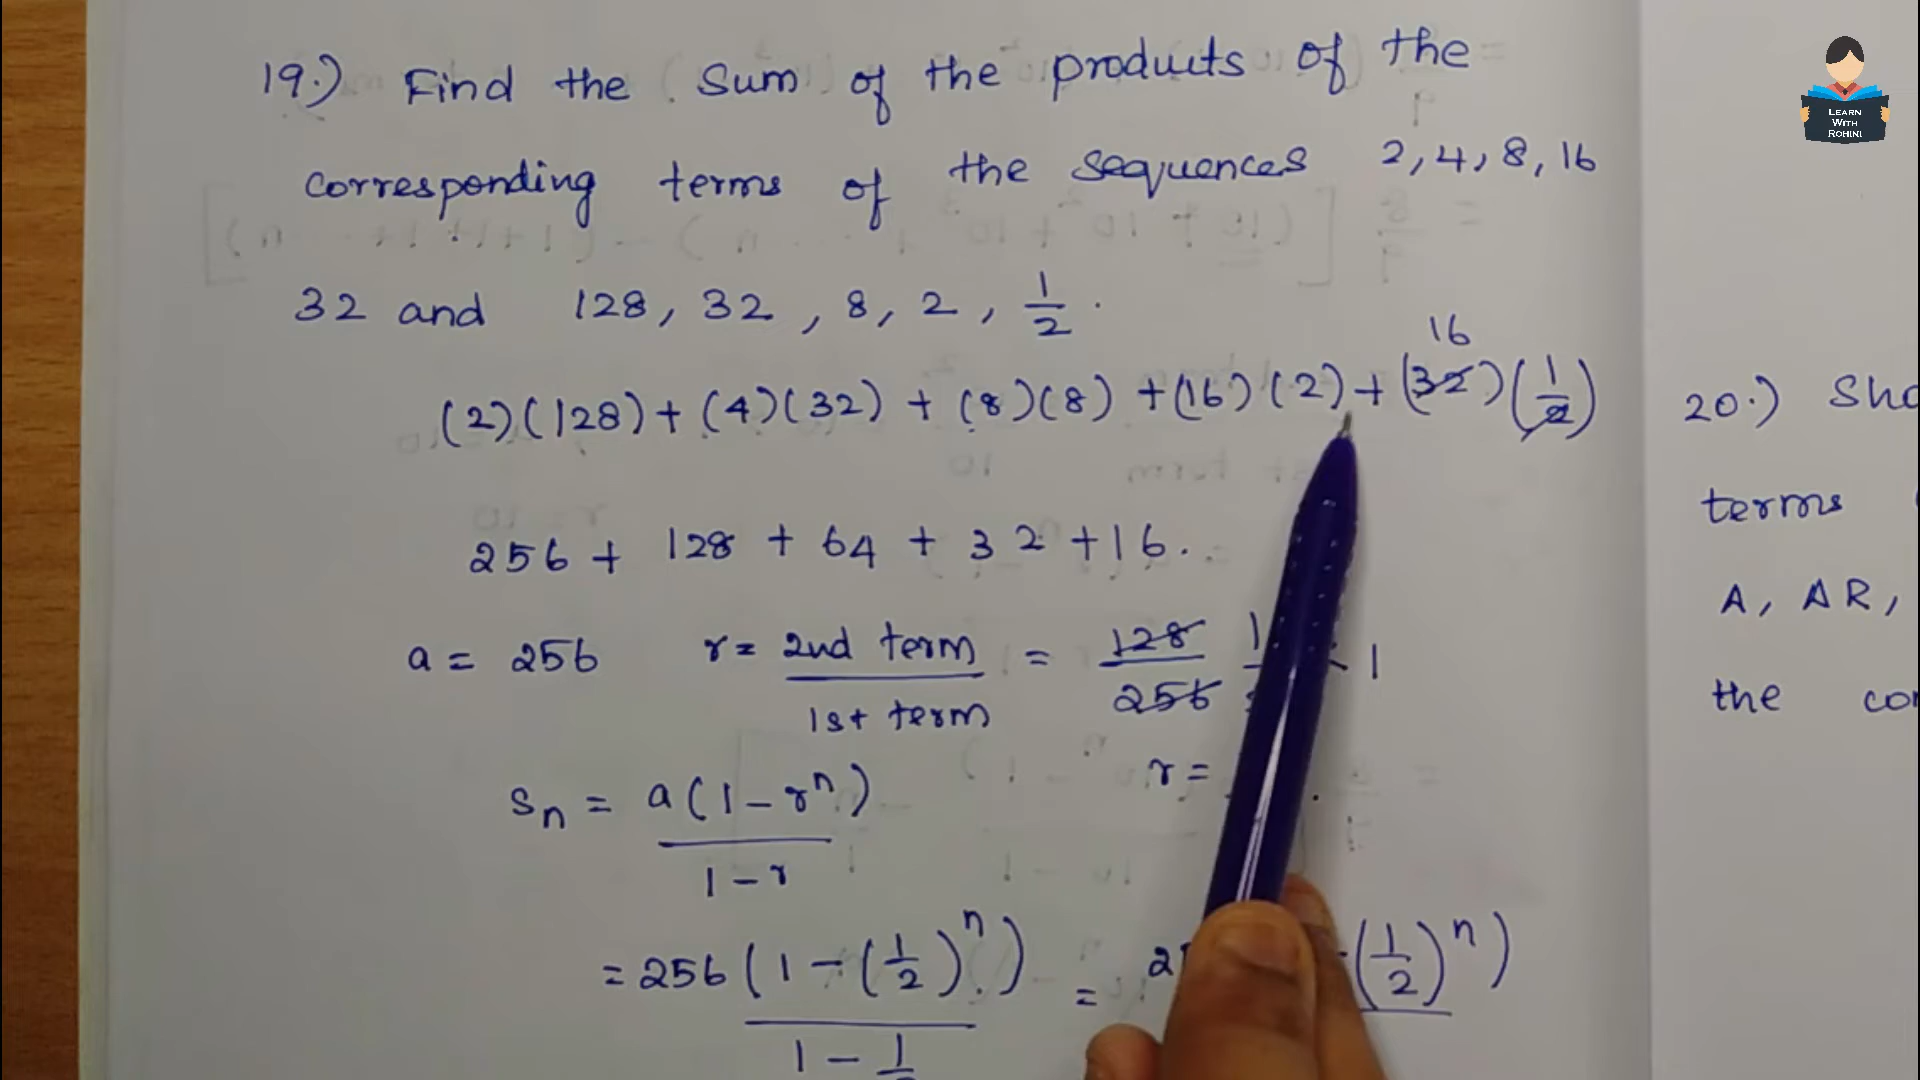 19.) Find the Sum of the products of the
corresponding terms of the sequences 2, 4, 8, 16
32 and 128, 32, 8, 2, 1/2.
16
(2)(128) + (4)(32) + (8)(8) + (16)(2) + (32)(1/2)
256 + 128 + 64 + 32 + 16.
a = 256 r = 2nd term / 1st term = 128/256 1
r =
Sn = a(1 - r^n) / 1 - r
= 256 (1 - (1/2)^n) / 1 - 1 = (1/2)^n)
20.)
terms
A, AR,
the
LEARN
WITH
ROHINI